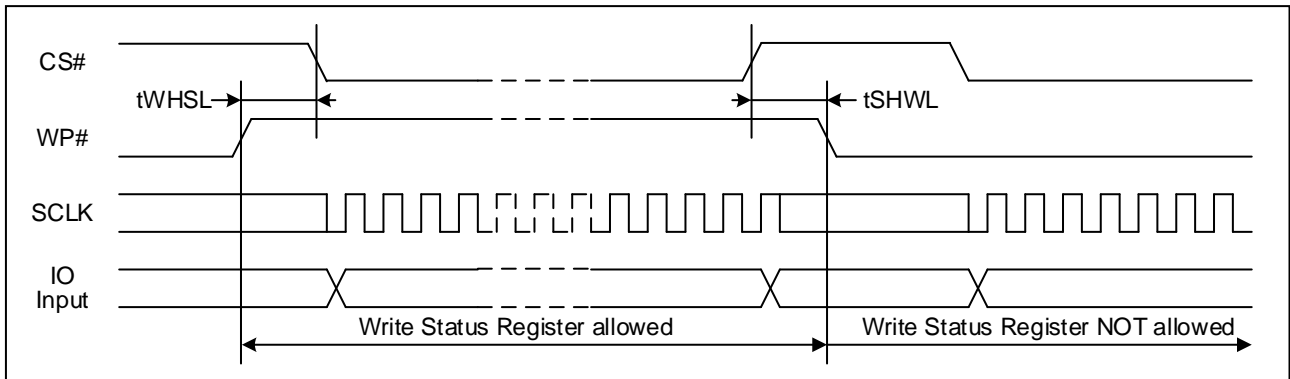 CS#
tWHSL
tSHWL
WP#
SCLK
IO
Input
Write Status Register allowed
Write Status Register NOT allowed